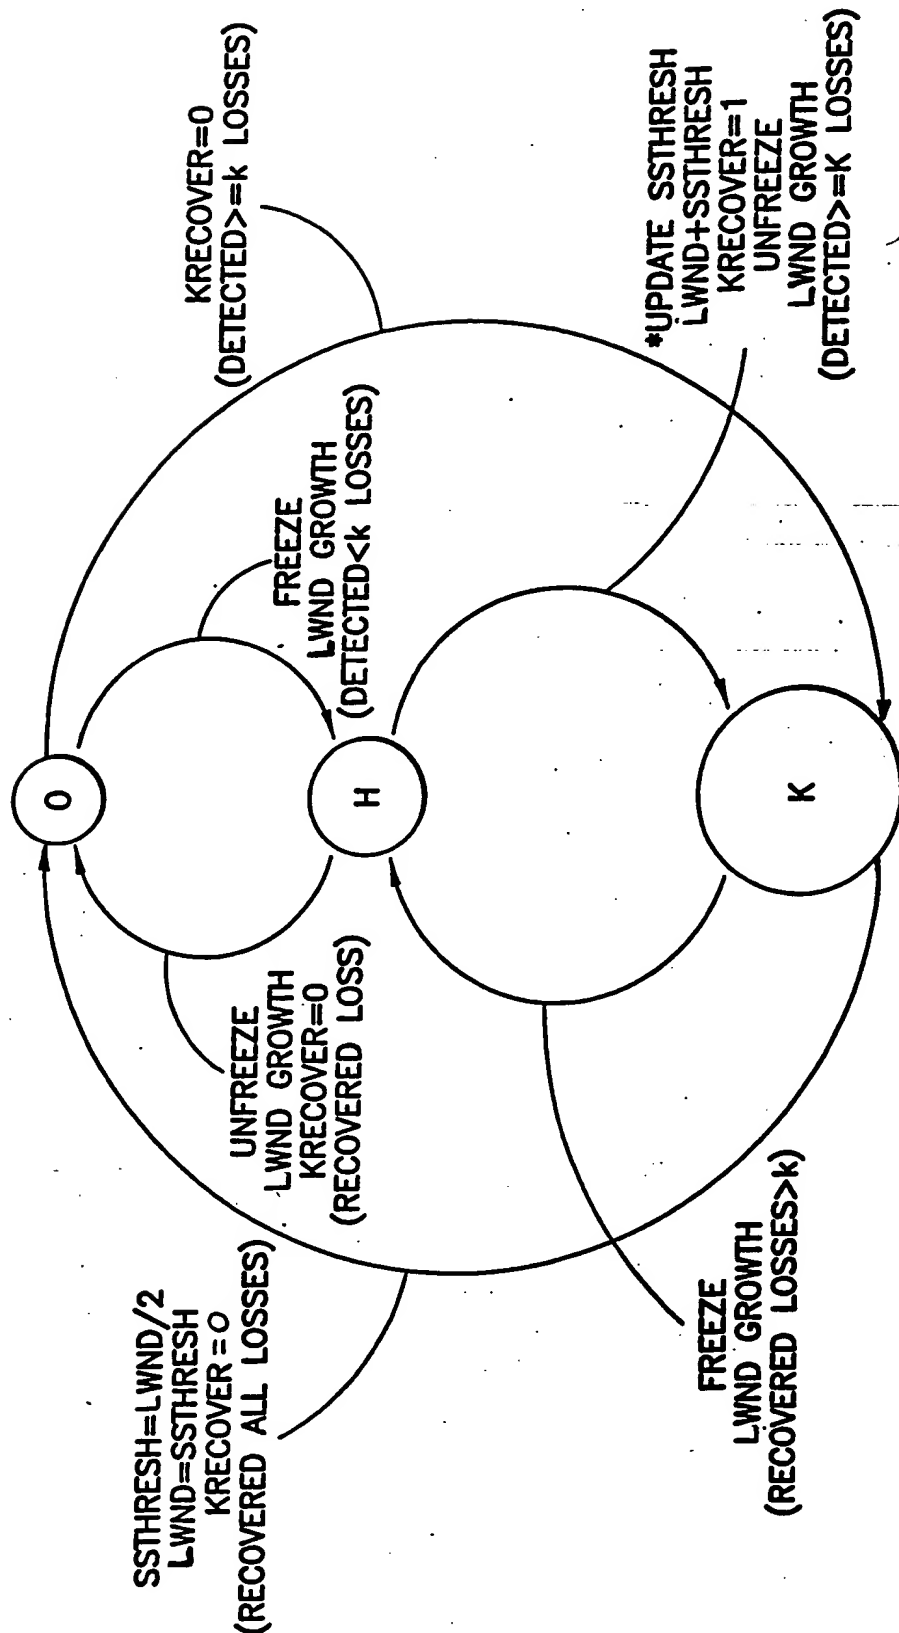 KRECOVER=0
(DETECTED>=k LOSSES)
*UPDATE SSTHRESH
LWND+SSTHRESH
KRECOVER=1
UNFREEZE
LWND GROWTH
(DETECTED>=K LOSSES)
FREEZE
LWND GROWTH
(DETECTED<k LOSSES)
O
H
K
UNFREEZE
LWND GROWTH
KRECOVER=0
(RECOVERED LOSS)
SSTHRESH=LWND/2
LWND=SSTHRESH
KRECOVER=0
(RECOVERED ALL LOSSES)
FREEZE
LWND GROWTH
(RECOVERED LOSSES>k)